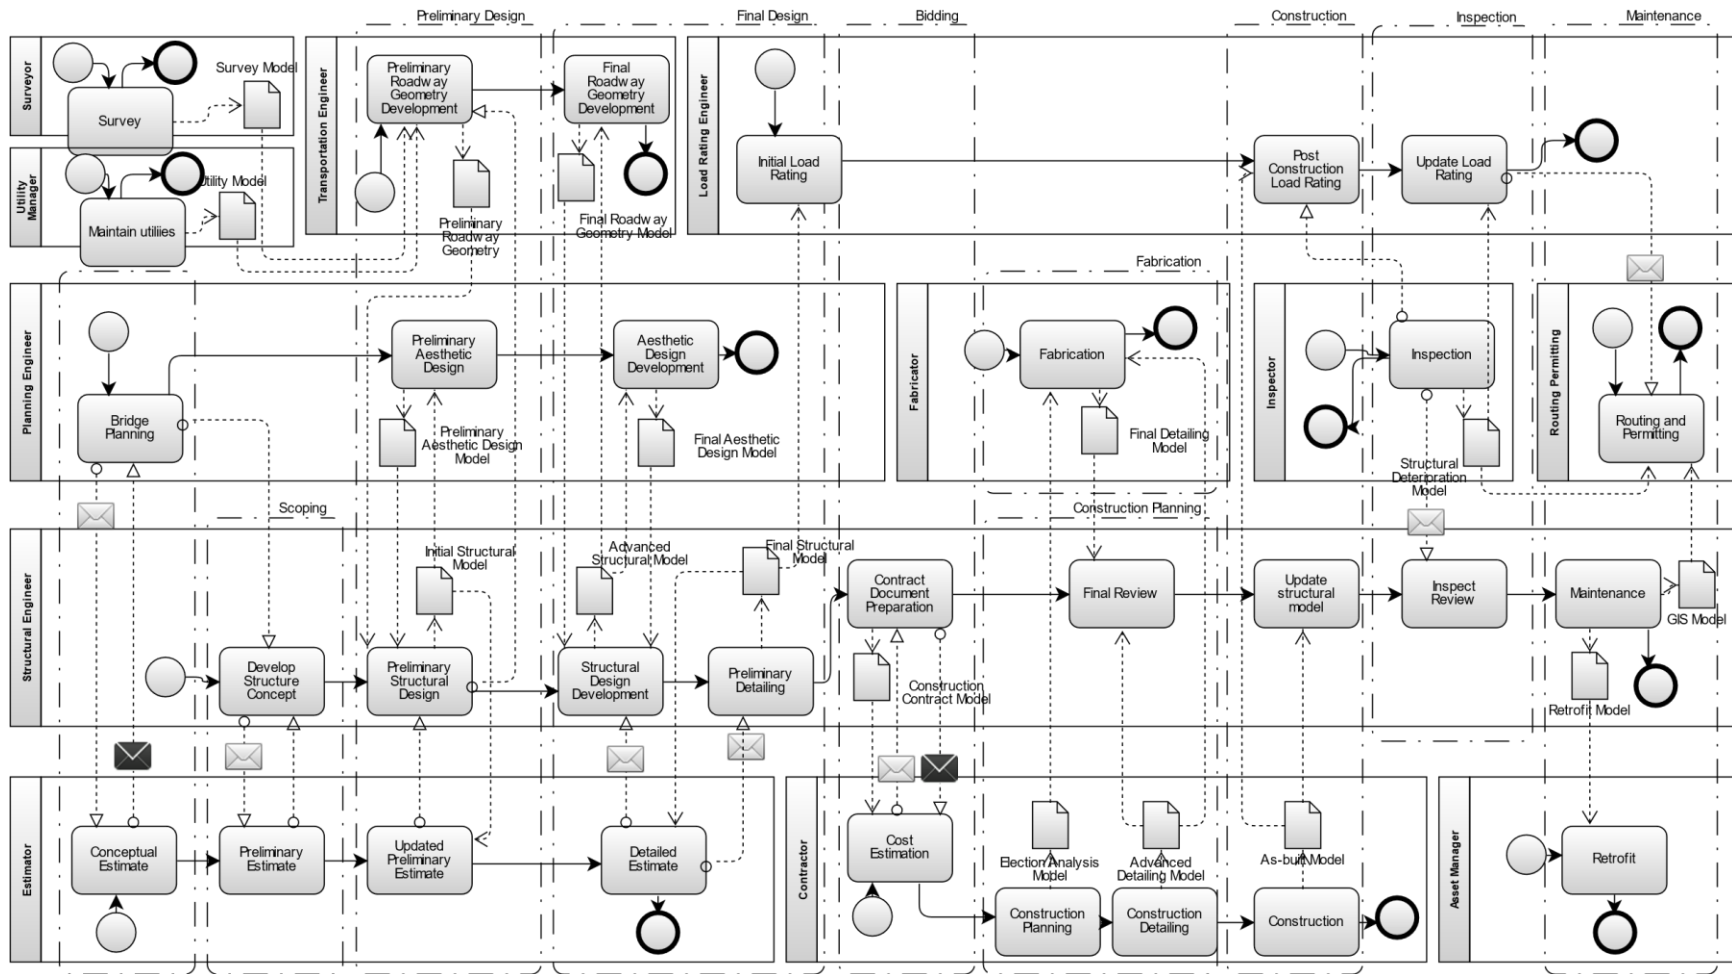 Preliminary Design
Final Design
Bidding
Construction
Inspection
Maintenance
Surveyor
Survey
Survey Model
Utility
Manager
Maintain utiliies
Utility Model
Transportation Engineer
Preliminary
Roadway
Geometry
Development
Final
Roadway
Geometry
Development
Preliminary
Roadway
Geometry
Final Roadway
Geometry Model
Load Rating Engineer
Initial Load
Rating
Post
Construction
Load Rating
Update Load
Rating
Planning Engineer
Bridge
Planning
Preliminary
Aesthetic
Design
Preliminary
Aesthetic Design
Model
Aesthetic
Design
Development
Final Aesthetic
Design Model
Fabrication
Fabricator
Fabrication
Final Detailing
Model
Inspector
Inspection
Structural
Deteripration
Model
Routing Permitting
Routing and
Permitting
Scoping
Construction Planning
Structural Engineer
Develop
Structure
Concept
Preliminary
Structural
Design
Initial Structural
Model
Structural
Design
Development
Advanced
Structural Model
Preliminary
Detailing
Final Structural
Model
Contract
Document
Preparation
Construction
Contract Model
Final Review
Update
structural
model
Inspect
Review
Maintenance
GIS Model
Retrofit Model
Estimator
Conceptual
Estimate
Preliminary
Estimate
Updated
Preliminary
Estimate
Detailed
Estimate
Contractor
Cost
Estimation
Election Analysis
Model
Advanced
Detailing Model
As-built Model
Construction
Planning
Construction
Detailing
Construction
Asset Manager
Retrofit